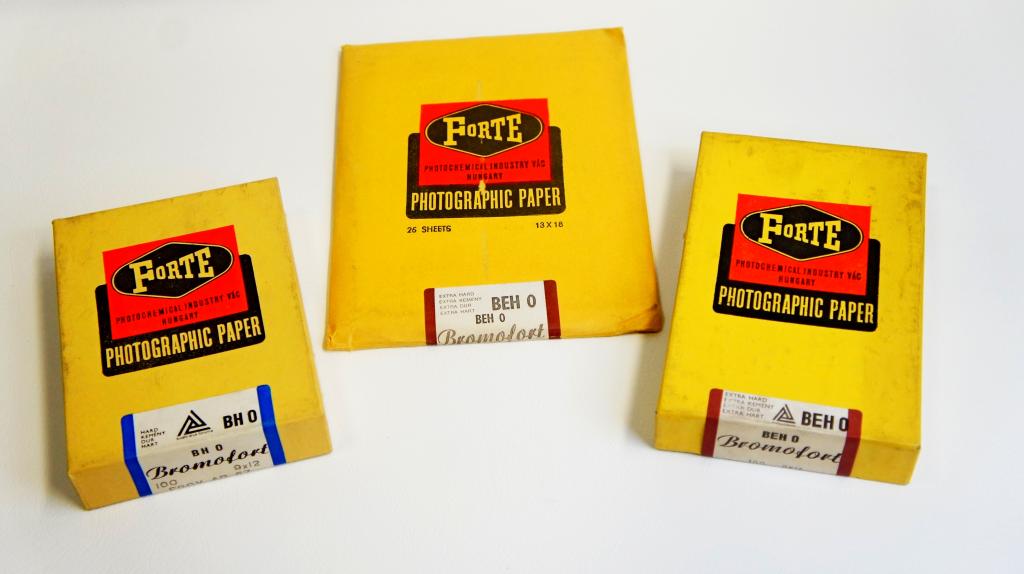 FORTE
PHOTOCHEMICAL INDUSTRY VÁC
HUNGARY
PHOTOGRAPHIC PAPER
HARD
KEMÉNY
DUR
HART
BH 0
BH 0
Bromofort
9x12
100
FORTE
PHOTOCHEMICAL INDUSTRY VÁC
HUNGARY
PHOTOGRAPHIC PAPER
25 SHEETS 13X18
EXTRA HARD
EXTRA KEMÉNY
EXTRA DUR
EXTRA HART
BEH 0
BEH 0
Bromofort
FORTE
PHOTOCHEMICAL INDUSTRY VÁC
HUNGARY
PHOTOGRAPHIC PAPER
EXTRA HARD
EXTRA KEMÉNY
EXTRA DUR
EXTRA HART
BEH 0
BEH 0
Bromofort